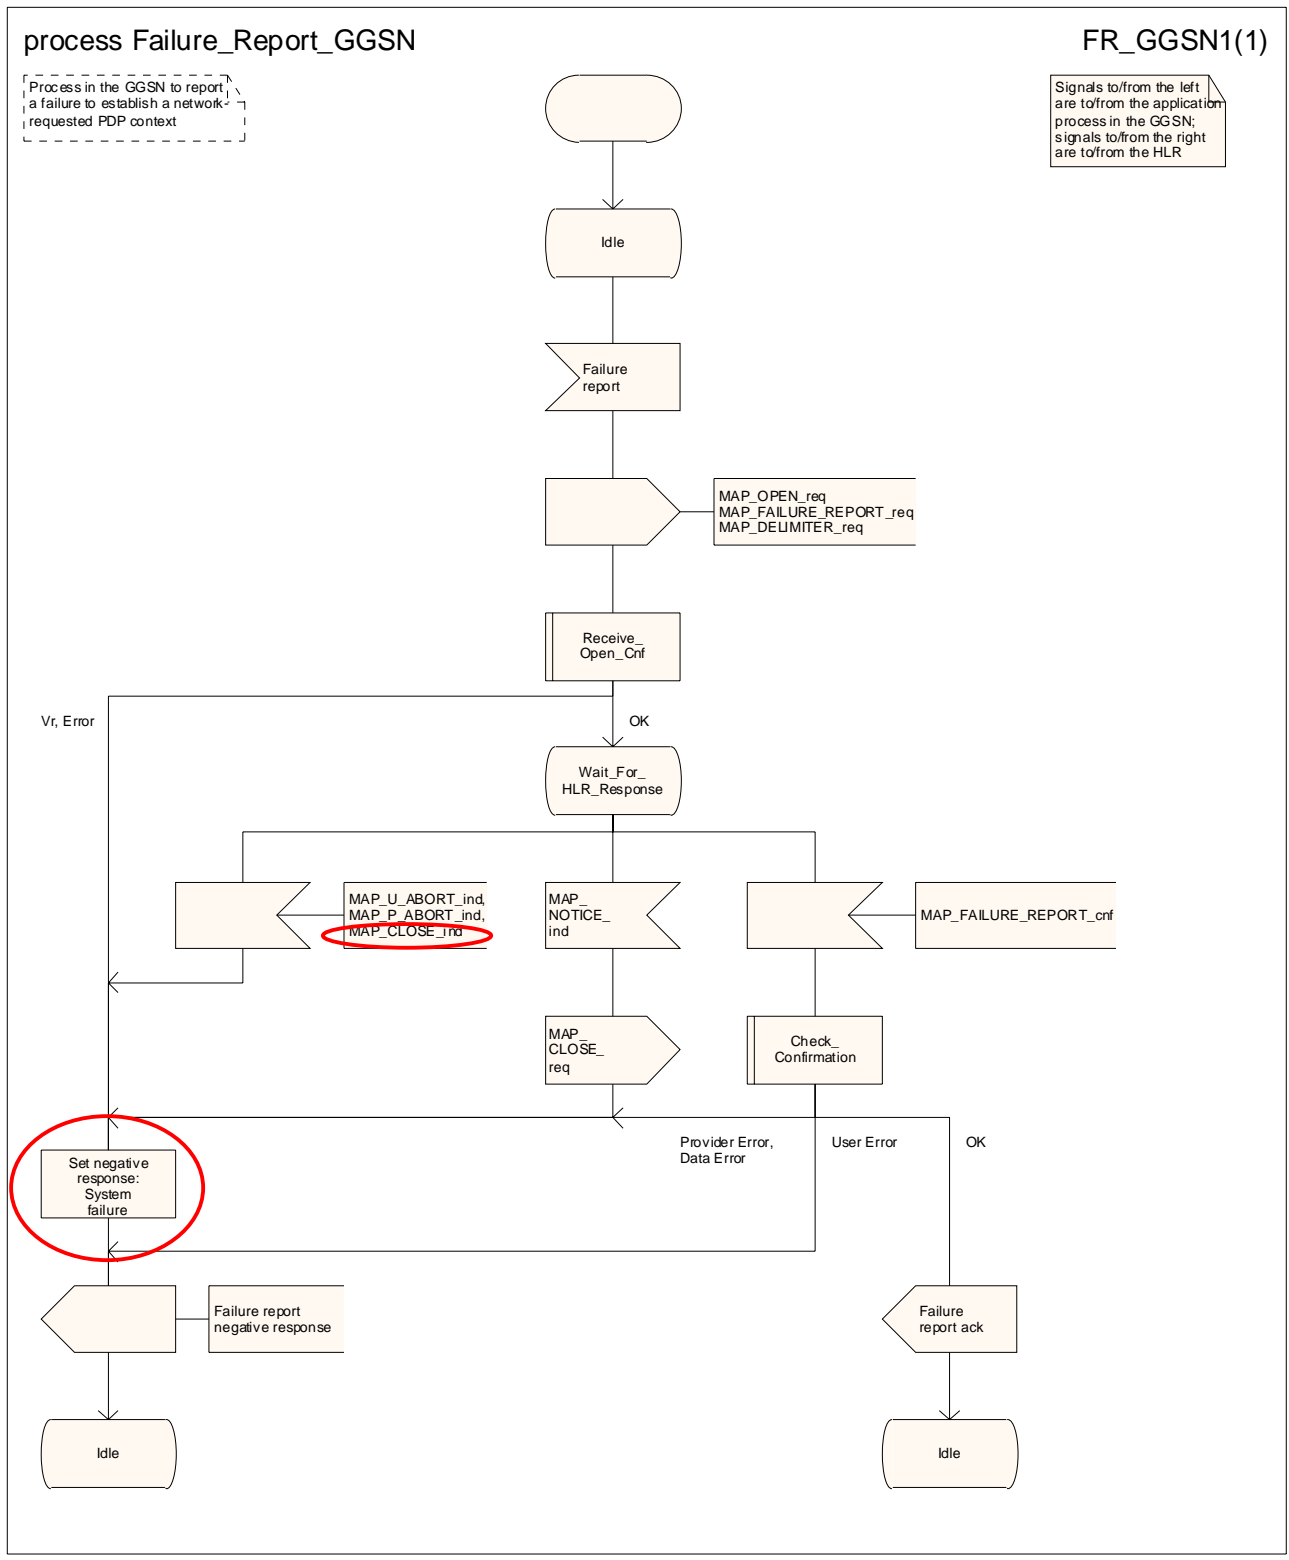 process Failure_Report_GGSN
FR_GGSN1(1)
Process in the GGSN to report
a failure to establish a network-
requested PDP context
Signals to/from the left
are to/from the application
process in the GGSN;
signals to/from the right
are to/from the HLR
Idle
Failure
report
MAP_OPEN_req
MAP_FAILURE_REPORT_req
MAP_DELIMITER_req
Receive_
Open_Cnf
Vr, Error
OK
Wait_For_
HLR_Response
MAP_U_ABORT_ind,
MAP_P_ABORT_ind,
MAP_CLOSE_ind
MAP_
NOTICE_
ind
MAP_FAILURE_REPORT_cnf
MAP_
CLOSE_
req
Check_
Confirmation
Provider Error,
Data Error
User Error
OK
Set negative
response:
System
failure
Failure report
negative response
Failure
report ack
Idle
Idle